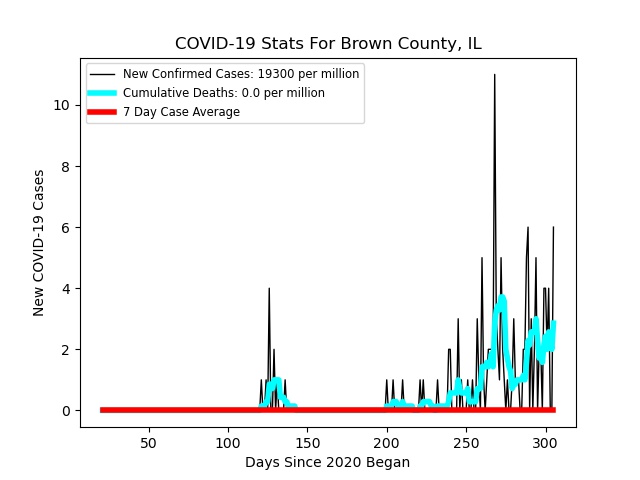 COVID-19 Stats For Brown County, IL
New Confirmed Cases: 19300 per million
Cumulative Deaths: 0.0 per million
7 Day Case Average
New COVID-19 Cases
10
8
6
4
2
0
50 100 150 200 250 300
Days Since 2020 Began